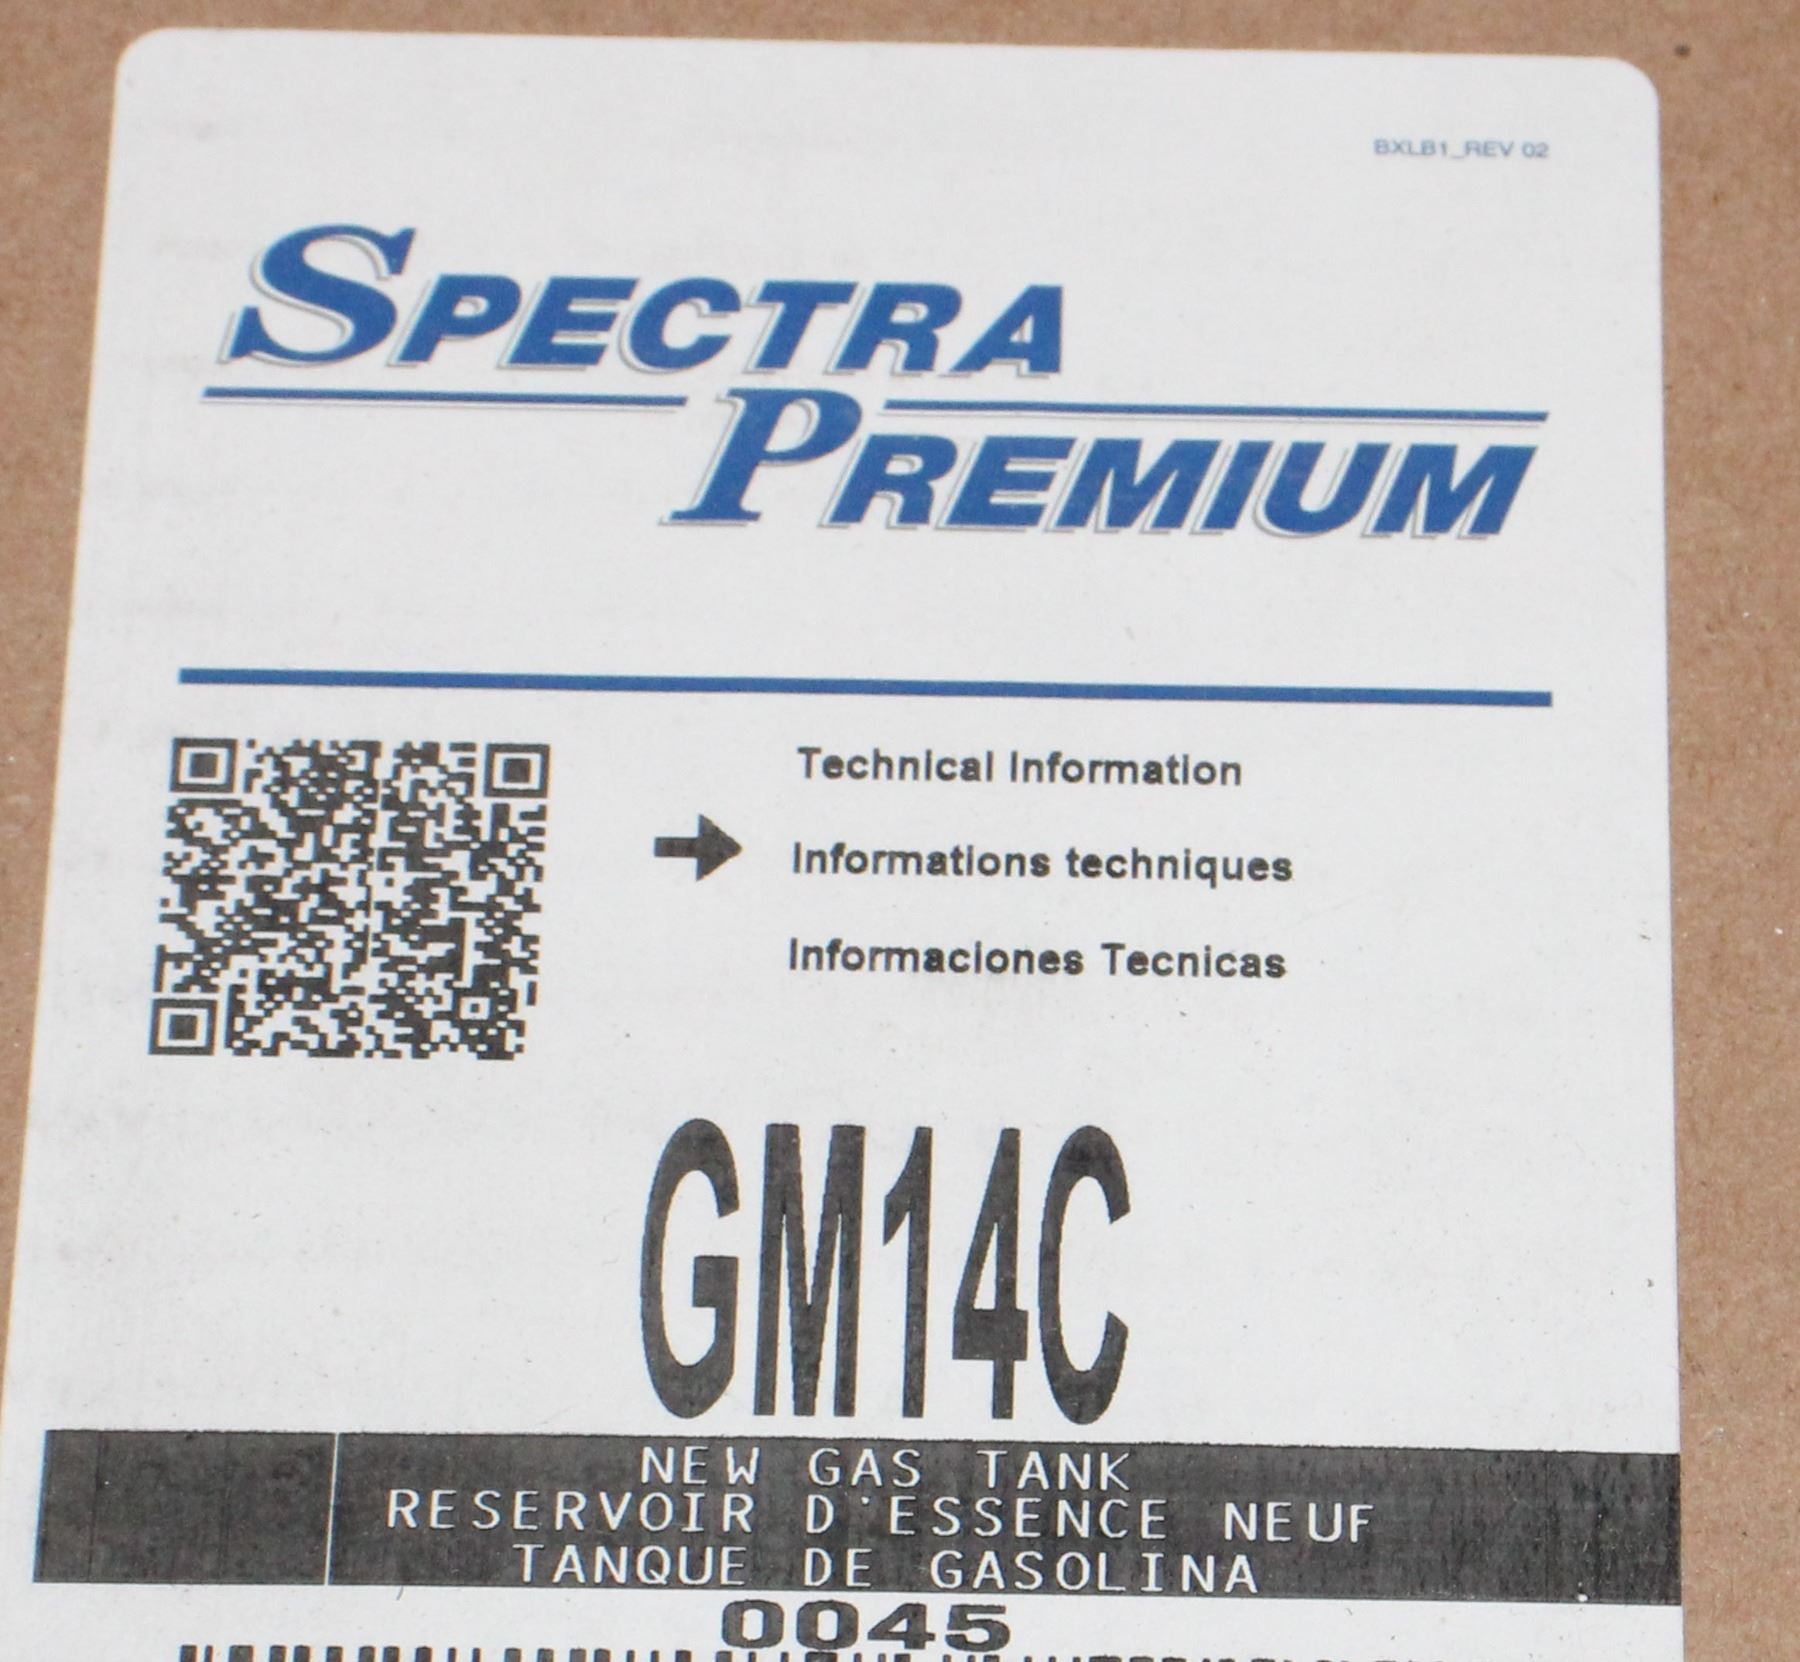 BXLB1_REV 02
SPECTRA
PREMIUM
Technical Information
Informations techniques
Informaciones Tecnicas
GM14C
NEW GAS TANK
RESERVOIR D'ESSENCE NEUF
TANQUE DE GASOLINA
0045